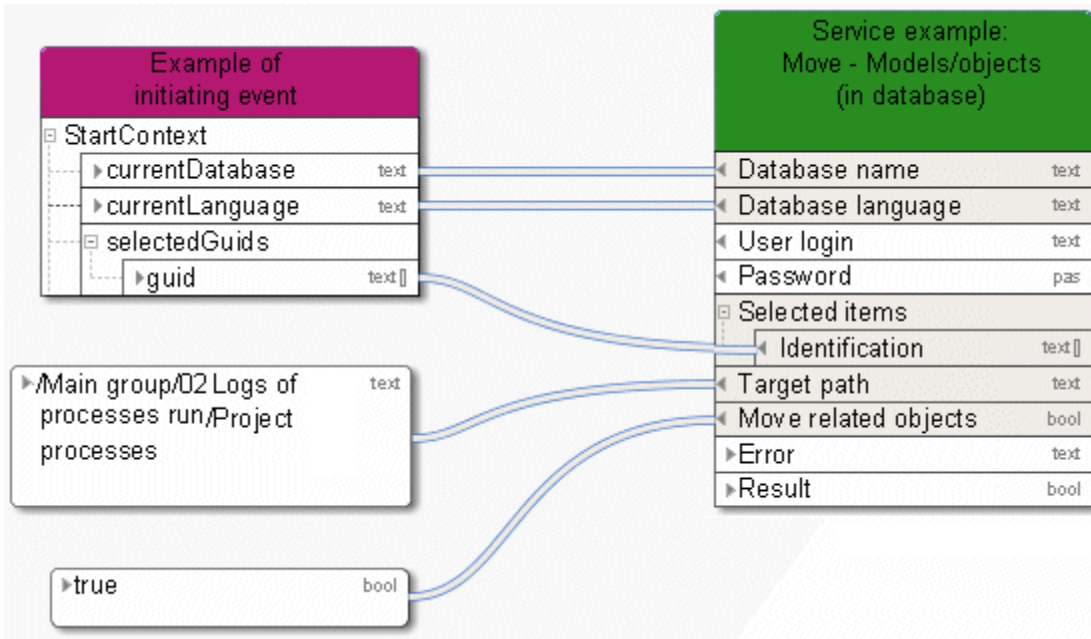 Example of
initiating event
StartContext
currentDatabase text
currentLanguage text
selectedGuids
guid text[]
/Main group/02 Logs of text
processes run/Project
processes
true bool
Service example:
Move - Models/objects
(in database)
Database name text
Database language text
User login text
Password pas
Selected items
Identification text[]
Target path text
Move related objects bool
Error text
Result bool